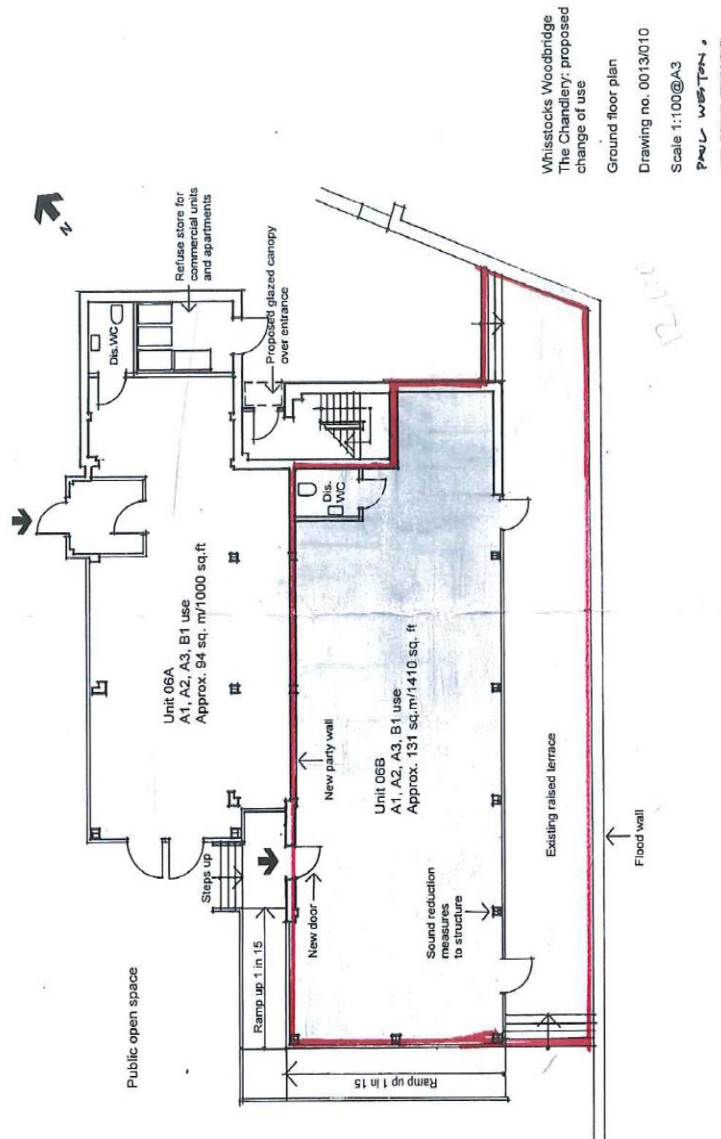 Public open space
Ramp up 1 in 15
Steps up
Unit 06A
A1, A2, A3, B1 use
Approx. 94 sq. m/1000 sq.ft
Dis.WC
Refuse store for
commercial units
and apartments
Proposed glazed canopy
over entrance
N
New door
New party wall
Dis.
WC
Ramp up 1 in 15
Unit 06B
A1, A2, A3, B1 use
Approx. 131 sq.m/1410 sq. ft
Sound reduction
measures
to structure
Existing raised terrace
Flood wall
Whisstocks Woodbridge
The Chandlery: proposed
change of use
Ground floor plan
Drawing no. 0013/010
Scale 1:100@A3
PAUL WESTON.